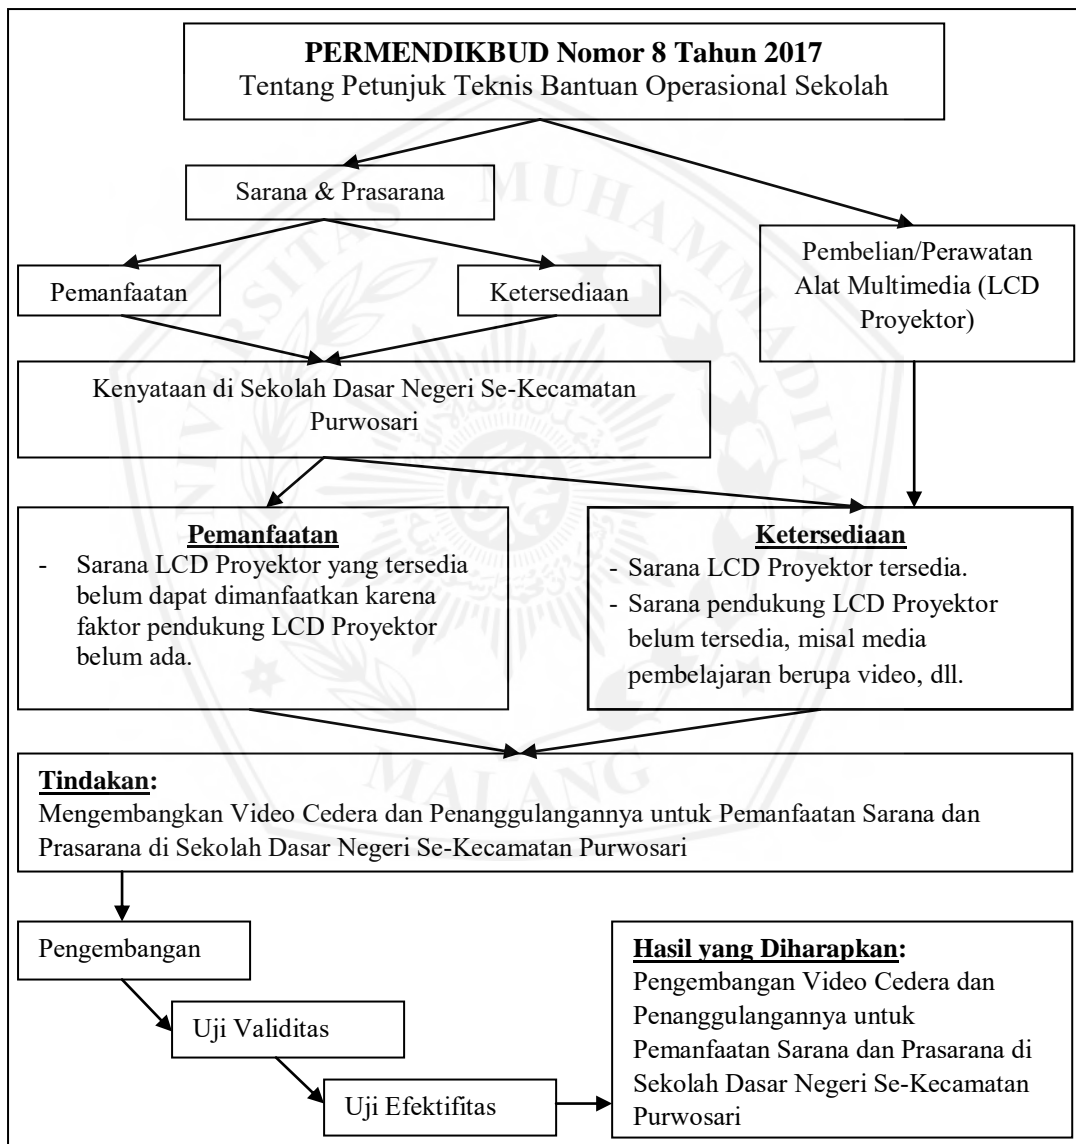 PERMENDIKBUD Nomor 8 Tahun 2017
Tentang Petunjuk Teknis Bantuan Operasional Sekolah
Sarana & Prasarana
Pembelian/Perawatan
Alat Multimedia (LCD
Proyektor)
Pemanfaatan
Ketersediaan
Kenyataan di Sekolah Dasar Negeri Se-Kecamatan
Purwosari
Pemanfaatan
- Sarana LCD Proyektor yang tersedia
belum dapat dimanfaatkan karena
faktor pendukung LCD Proyektor
belum ada.
Ketersediaan
- Sarana LCD Proyektor tersedia.
- Sarana pendukung LCD Proyektor
belum tersedia, misal media
pembelajaran berupa video, dll.
Tindakan:
Mengembangkan Video Cedera dan Penanggulangannya untuk Pemanfaatan Sarana dan
Prasarana di Sekolah Dasar Negeri Se-Kecamatan Purwosari
Pengembangan
Uji Validitas
Uji Efektifitas
Hasil yang Diharapkan:
Pengembangan Video Cedera dan
Penanggulangannya untuk
Pemanfaatan Sarana dan Prasarana di
Sekolah Dasar Negeri Se-Kecamatan
Purwosari
UNIVERSITAS MUHAMMADIYAH
MALANG